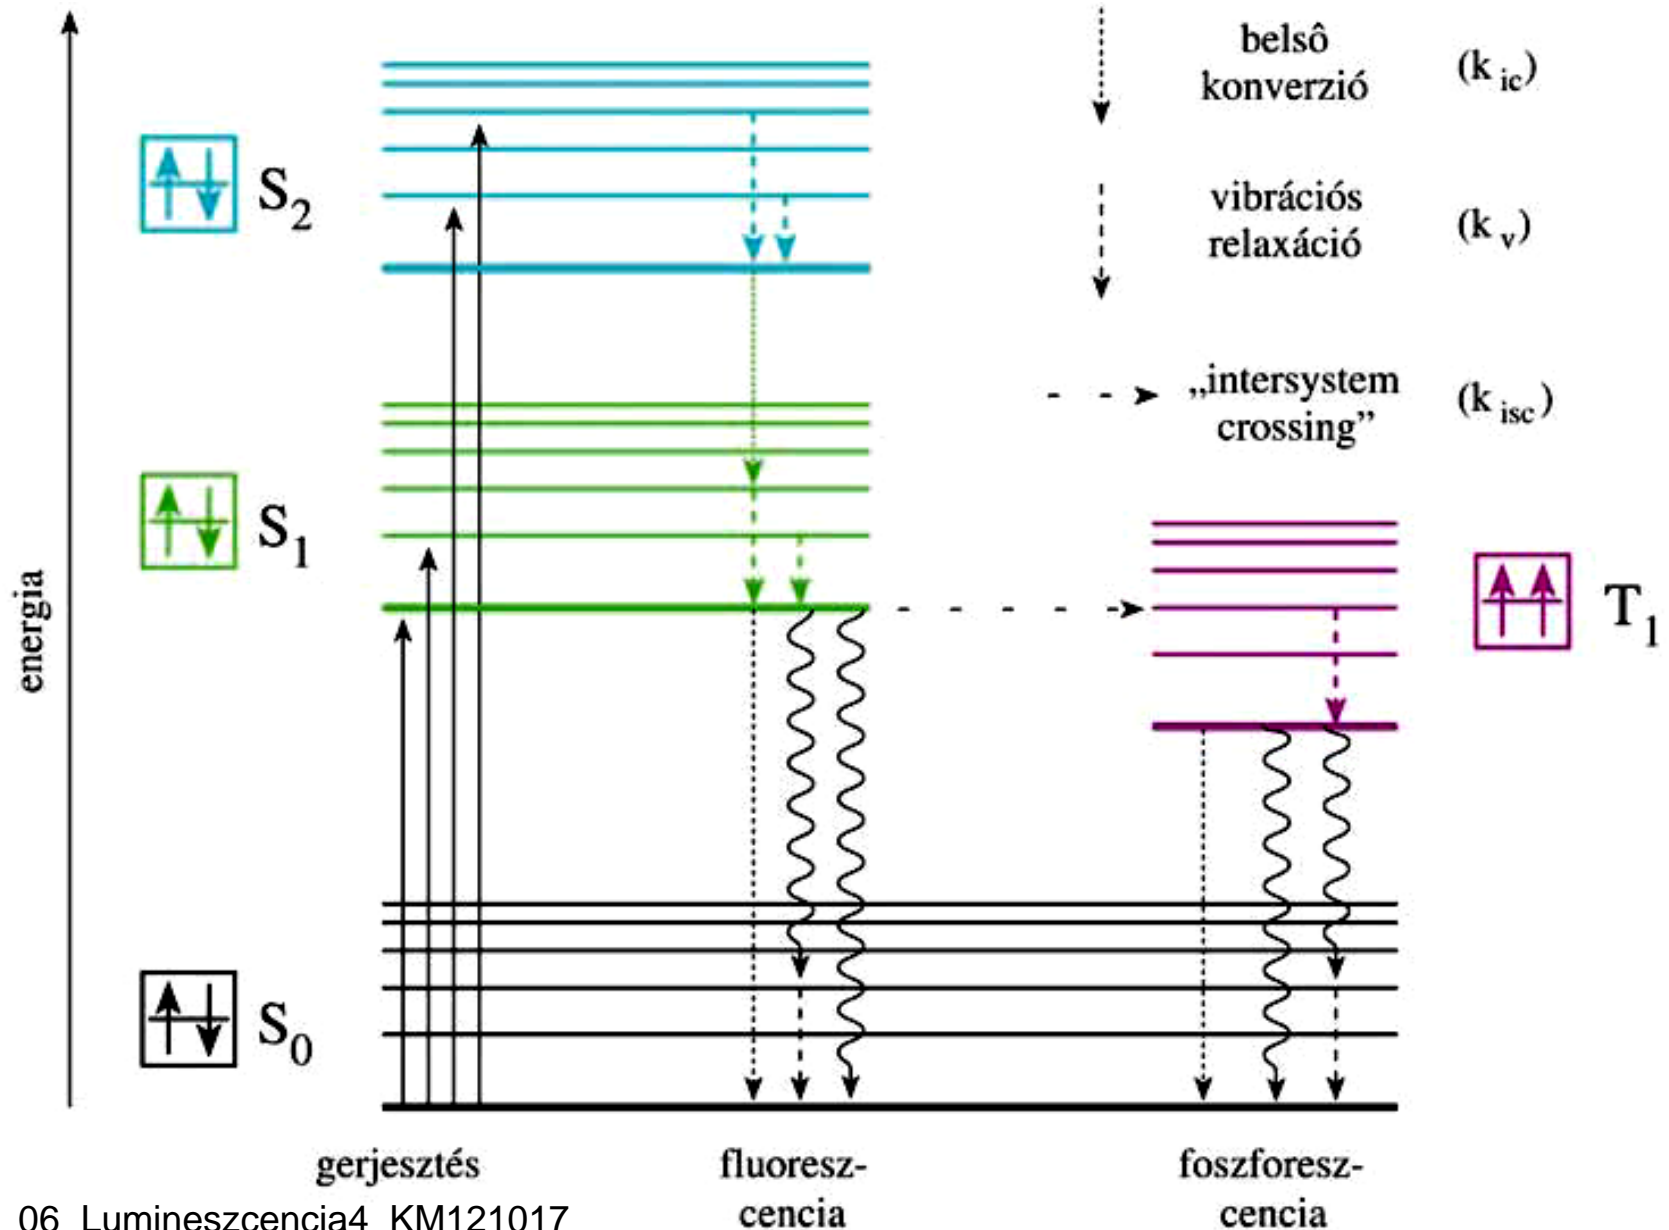 belsô
konverzió
(k ic)
vibrációs
relaxáció
(k v)
„intersystem
crossing”
(k isc)
S2
S1
T1
S0
energia
gerjesztés
fluoresz-
cencia
foszforesz-
cencia
06_Lumineszcencia4_KM121017